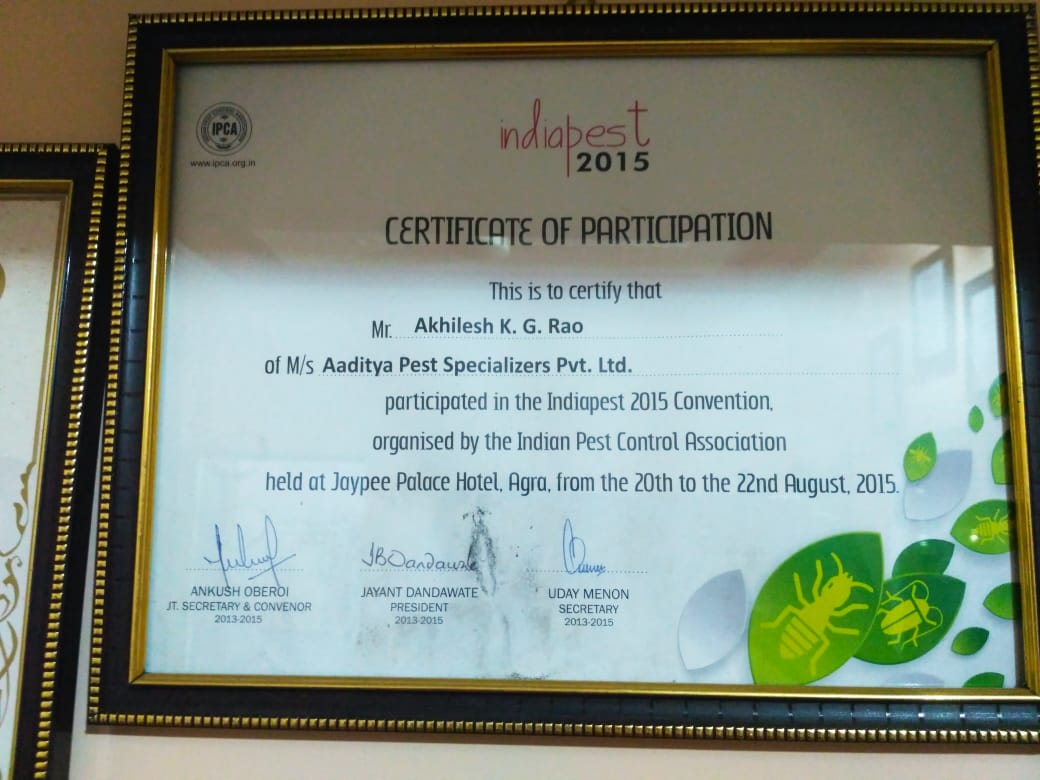 IPCA
www.ipca.org.in
indiapest
2015
CERTIFICATE OF PARTICIPATION
This is to certify that
Mr. Akhilesh K. G. Rao
of M/s Aaditya Pest Specializers Pvt. Ltd.
participated in the Indiapest 2015 Convention,
organised by the Indian Pest Control Association
held at Jaypee Palace Hotel, Agra, from the 20th to the 22nd August, 2015.
JBDandawate
ANKUSH OBEROI
JT. SECRETARY & CONVENOR
2013-2015
JAYANT DANDAWATE
PRESIDENT
2013-2015
UDAY MENON
SECRETARY
2013-2015